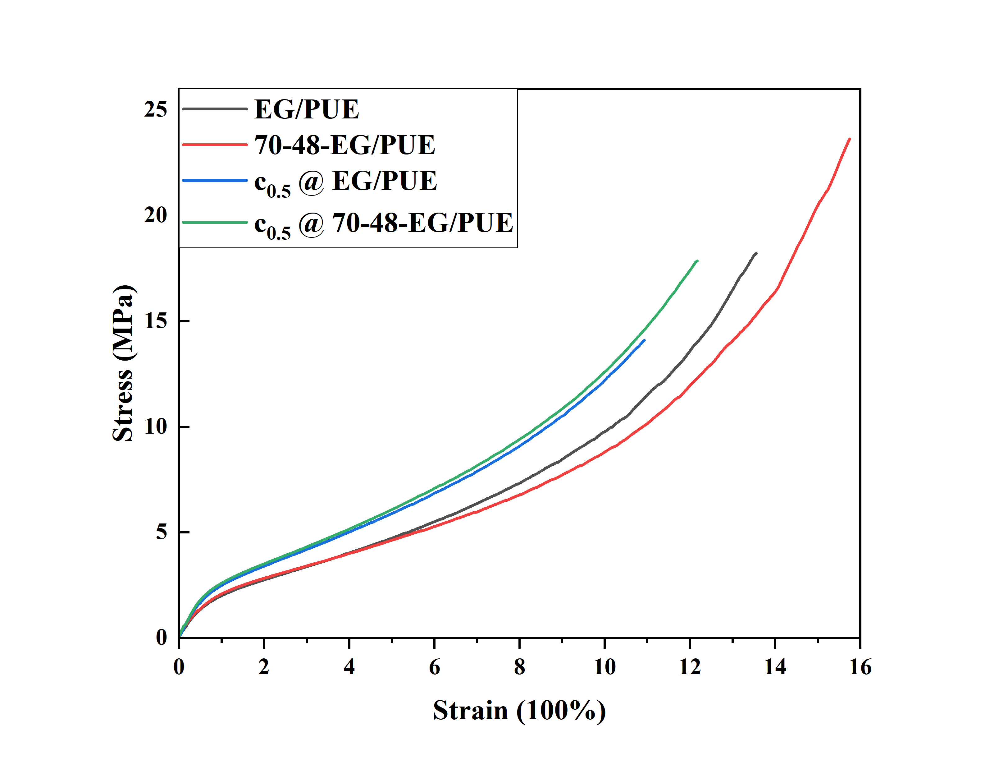 25
20
15
10
5
0
Stress (MPa)
EG/PUE
70-48-EG/PUE
c0.5 @ EG/PUE
c0.5 @ 70-48-EG/PUE
0 2 4 6 8 10 12 14 16
Strain (100%)